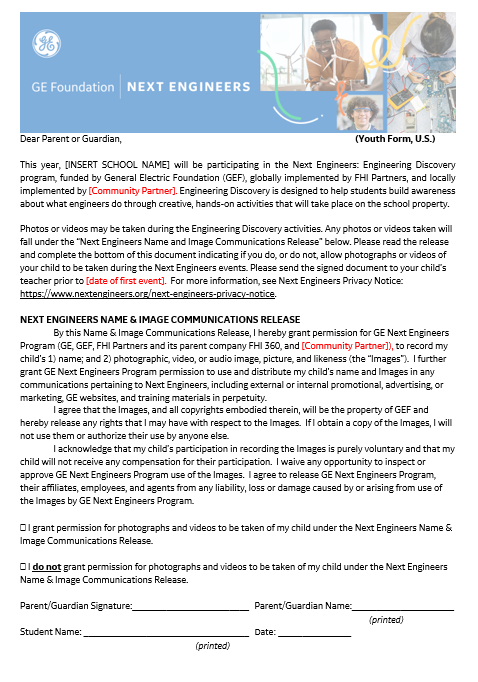 GE Foundation | NEXT ENGINEERS
Dear Parent or Guardian, (Youth Form, U.S.)
This year, [INSERT SCHOOL NAME] will be participating in the Next Engineers: Engineering Discovery
program, funded by General Electric Foundation (GEF), globally implemented by FHI Partners, and locally
implemented by [Community Partner]. Engineering Discovery is designed to help students build awareness
about what engineers do through creative, hands-on activities that will take place on the school property.
Photos or videos may be taken during the Engineering Discovery activities. Any photos or videos taken will
fall under the “Next Engineers Name and Image Communications Release” below. Please read the release
and complete the bottom of this document indicating if you do, or do not, allow photographs or videos of
your child to be taken during the Next Engineers events. Please send the signed document to your child’s
teacher prior to [date of first event]. For more information, see Next Engineers Privacy Notice:
https://www.nextengineers.org/next-engineers-privacy-notice.
NEXT ENGINEERS NAME & IMAGE COMMUNICATIONS RELEASE
By this Name & Image Communications Release, I hereby grant permission for GE Next Engineers
Program (GE, GEF, FHI Partners and its parent company FHI 360, and [Community Partner]), to record my
child’s 1) name; and 2) photographic, video, or audio image, picture, and likeness (the “Images”). I further
grant GE Next Engineers Program permission to use and distribute my child’s name and Images in any
communications pertaining to Next Engineers, including external or internal promotional, advertising, or
marketing, GE websites, and training materials in perpetuity.
I agree that the Images, and all copyrights embodied therein, will be the property of GEF and
hereby release any rights that I may have with respect to the Images. If I obtain a copy of the Images, I will
not use them or authorize their use by anyone else.
I acknowledge that my child’s participation in recording the Images is purely voluntary and that my
child will not receive any compensation for their participation. I waive any opportunity to inspect or
approve GE Next Engineers Program use of the Images. I agree to release GE Next Engineers Program,
their affiliates, employees, and agents from any liability, loss or damage caused by or arising from use of
the Images by GE Next Engineers Program.
☐ I grant permission for photographs and videos to be taken of my child under the Next Engineers Name &
Image Communications Release.
☐ I do not grant permission for photographs and videos to be taken of my child under the Next Engineers
Name & Image Communications Release.
Parent/Guardian Signature:________________________ Parent/Guardian Name:_____________________
(printed)
Student Name: __________________________________ Date: _______________
(printed)